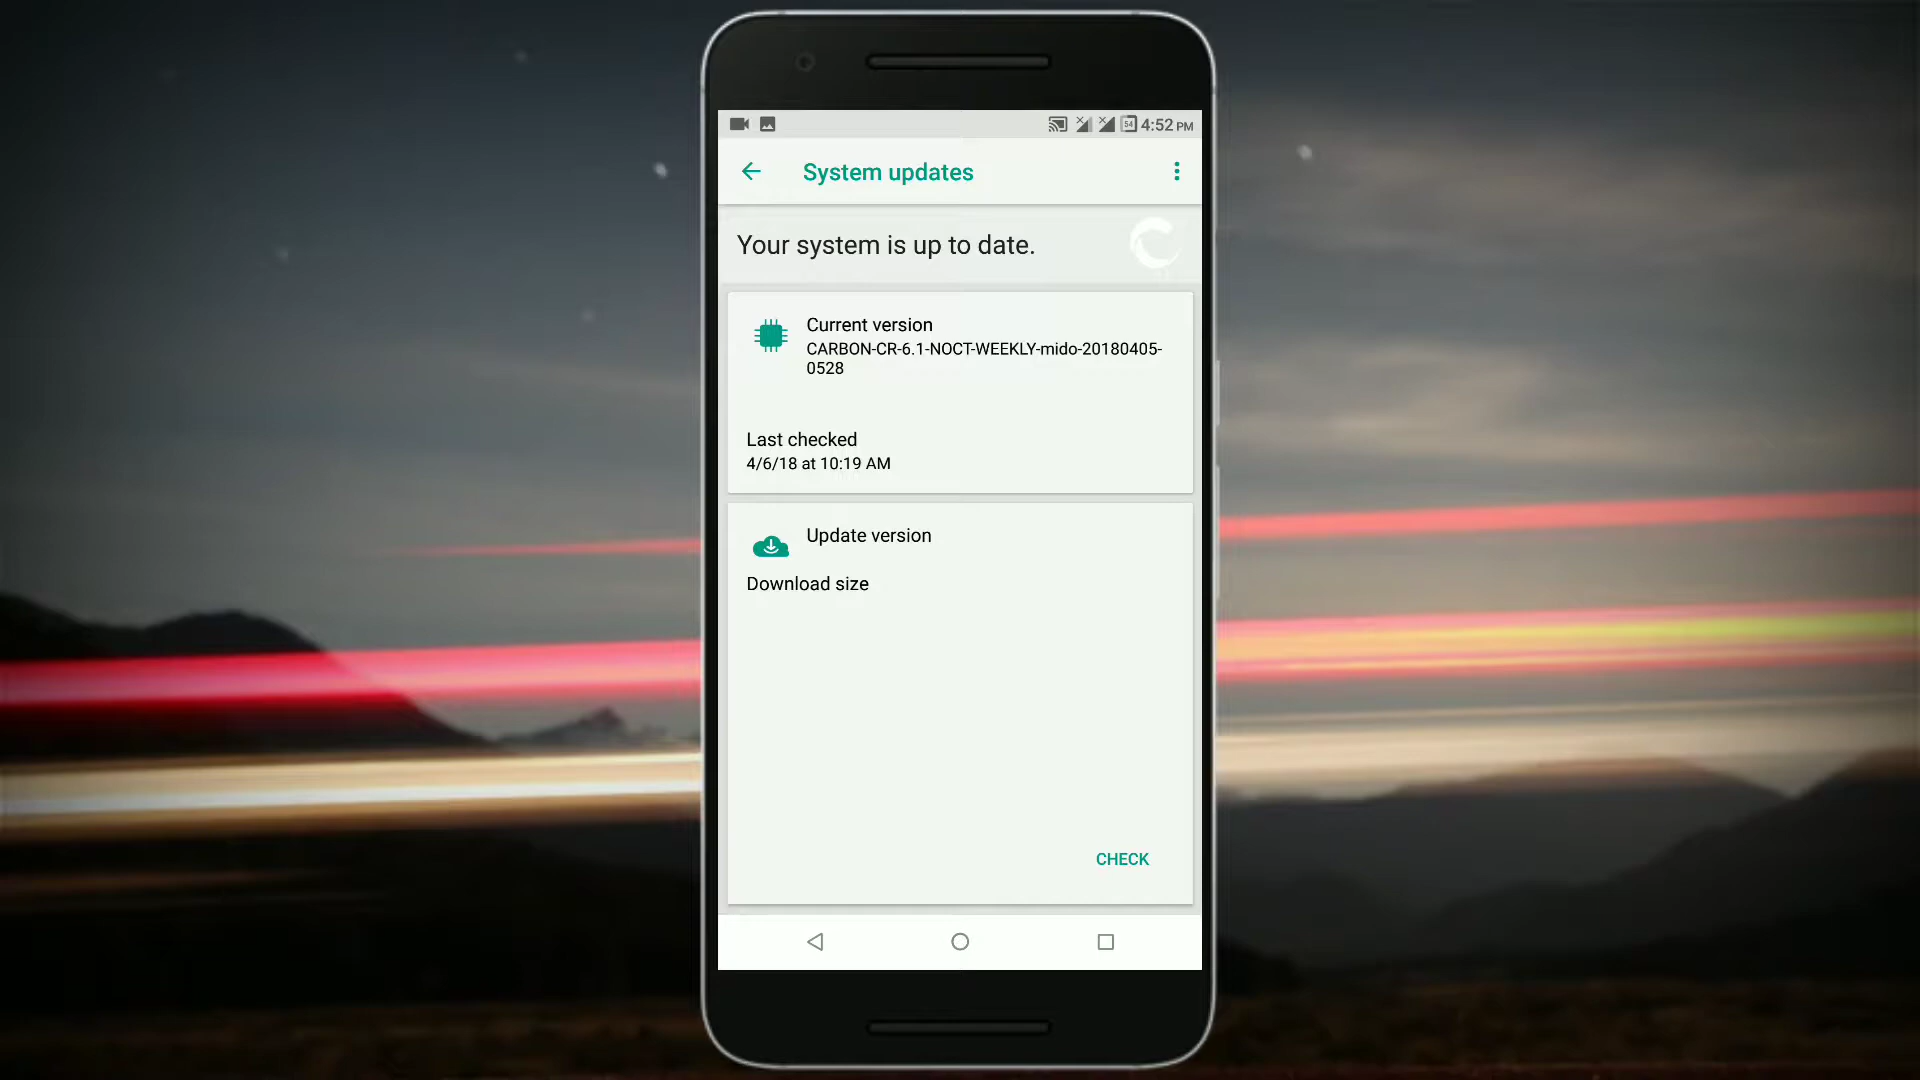 54 4:52 PM
System updates
Your system is up to date.
Current version
CARBON-CR-6.1-NOCT-WEEKLY-mido-20180405-
0528
Last checked
4/6/18 at 10:19 AM
Update version
Download size
CHECK